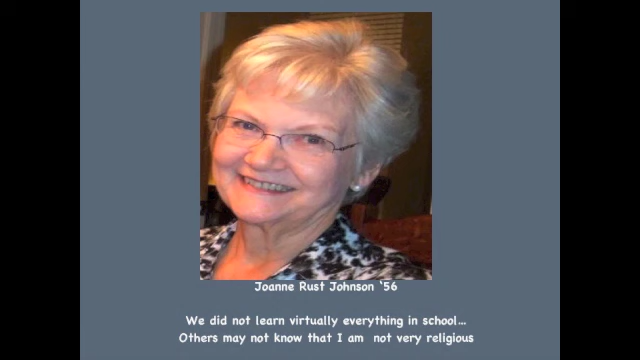 Joanne Rust Johnson ‘56
We did not learn virtually everything in school...
Others may not know that I am  not very religious